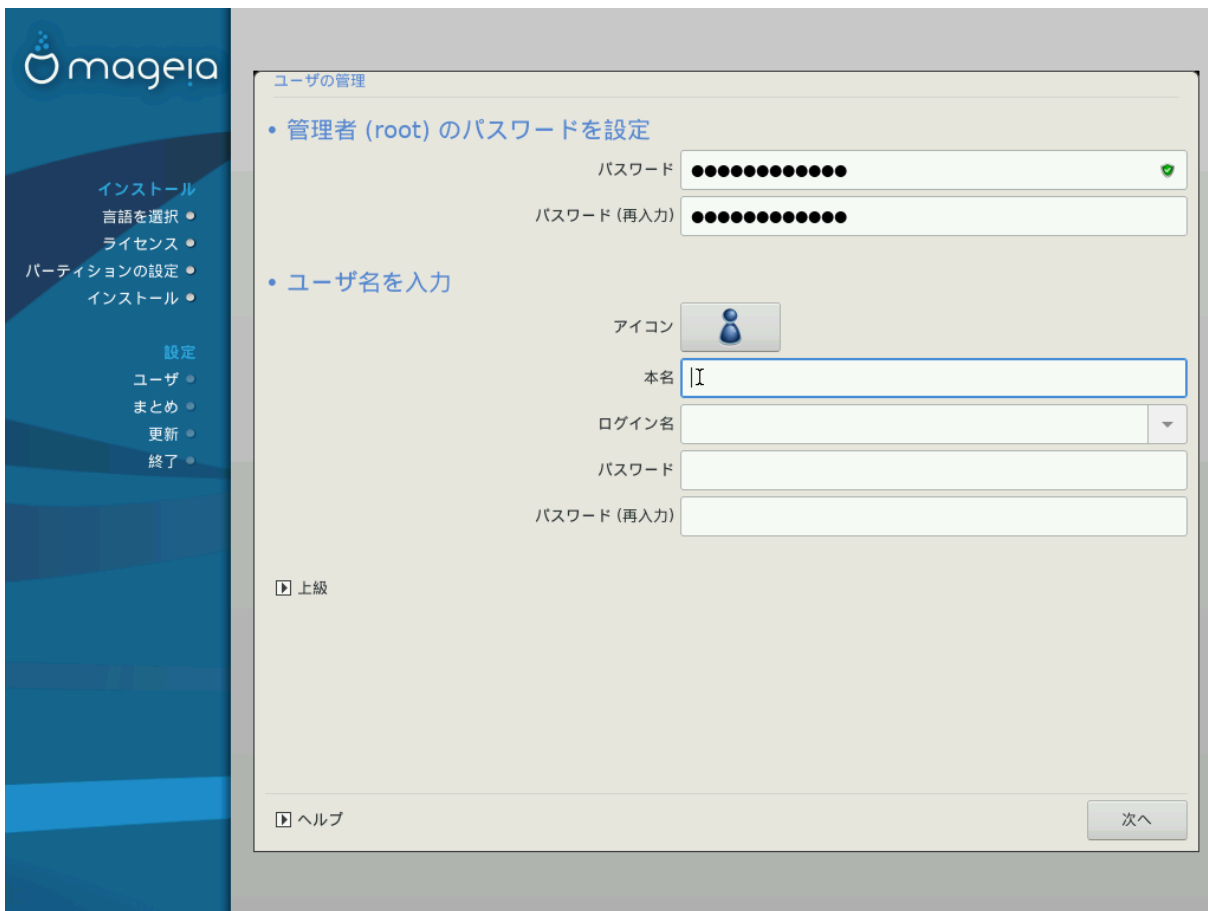 mageia
インストール
言語を選択
ライセンス
パーティションの設定
インストール
設定
ユーザ
まとめ
更新
終了
ユーザの管理
• 管理者 (root) のパスワードを設定
パスワード ●●●●●●●●●●●●
パスワード (再入力) ●●●●●●●●●●●●
• ユーザ名を入力
アイコン
本名
ログイン名
パスワード
パスワード (再入力)
上級
ヘルプ
次へ